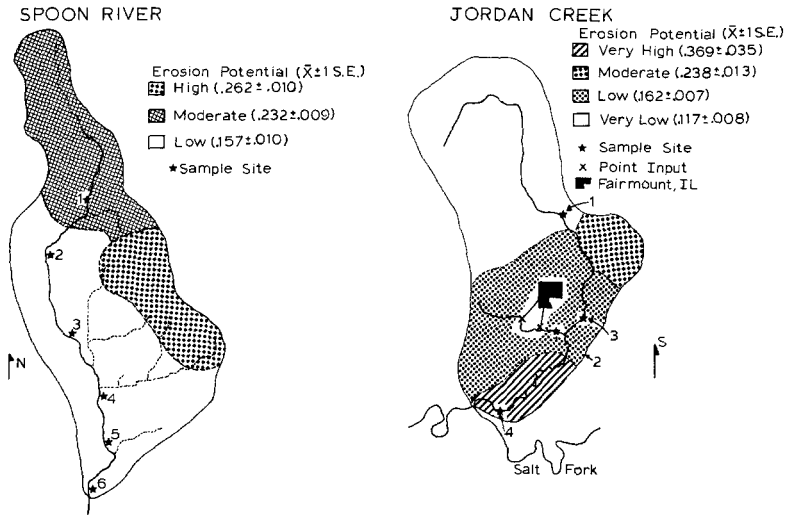 SPOON RIVER
Erosion Potential (X̄±1 S.E.)
High (.262±.010)
Moderate (.232±.009)
Low (.157±.010)
★Sample Site
1
2
3
4
5
6
N
JORDAN CREEK
Erosion Potential (X̄±1 S.E.)
Very High (.369±.035)
Moderate (.238±.013)
Low (.162±.007)
Very Low (.117±.008)
★ Sample Site
x Point Input
Fairmount, IL
1
3
2
4
S
Salt Fork